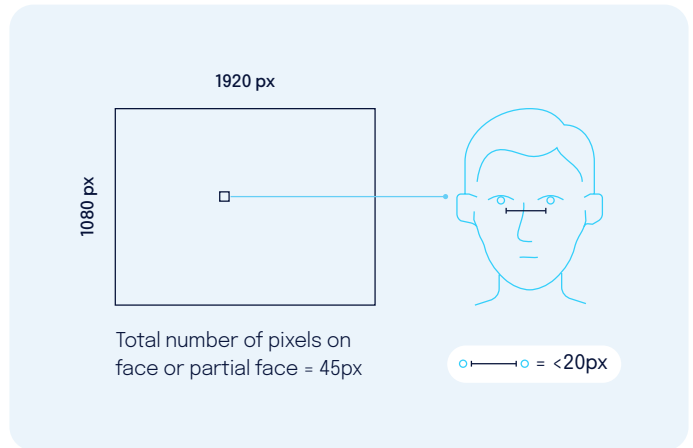 1920 px
1080 px
Total number of pixels on
face or partial face = 45px
= <20px